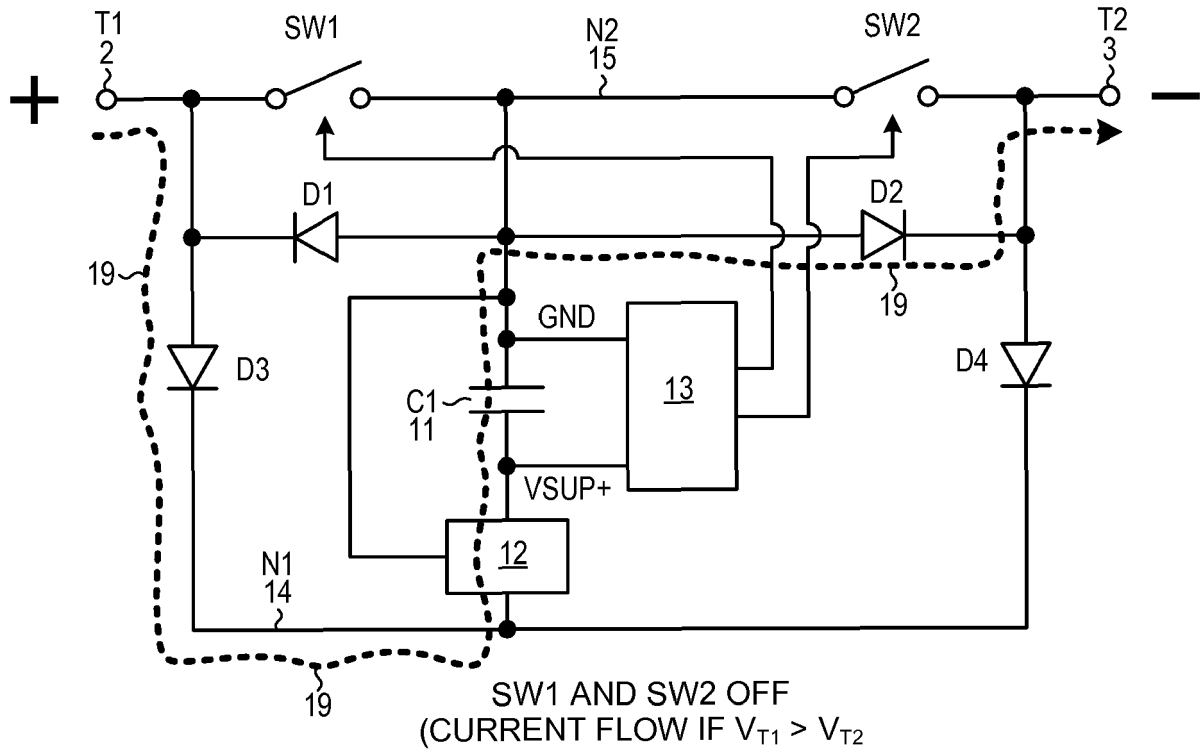 T1
2
SW1
N2
15
SW2
T2
3
+
−
D1
D2
19
19
GND
D3
13
D4
C1
11
VSUP+
12
N1
14
19
SW1 AND SW2 OFF
(CURRENT FLOW IF VT1 > VT2